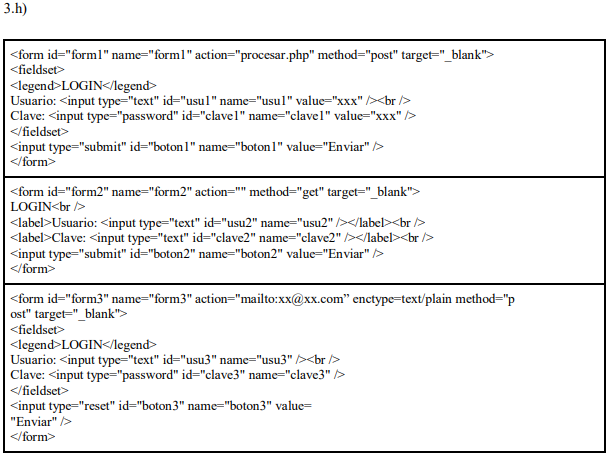 3.h)
<form id="form1" name="form1" action="procesar.php" method="post" target="_blank">
<fieldset>
<legend>LOGIN</legend>
Usuario: <input type="text" id="usu1" name="usu1" value="xxx" /><br />
Clave: <input type="password" id="clave1" name="clave1" value="xxx" />
</fieldset>
<input type="submit" id="boton1" name="boton1" value="Enviar" />
</form>
<form id="form2" name="form2" action="" method="get" target="_blank">
LOGIN<br />
<label>Usuario: <input type="text" id="usu2" name="usu2" /></label><br />
<label>Clave: <input type="text" id="clave2" name="clave2" /></label><br />
<input type="submit" id="boton2" name="boton2" value="Enviar" />
</form>
<form id="form3" name="form3" action="mailto:xx@xx.com” enctype=text/plain method="p
ost" target="_blank">
<fieldset>
<legend>LOGIN</legend>
Usuario: <input type="text" id="usu3" name="usu3" /><br />
Clave: <input type="password" id="clave3" name="clave3" />
</fieldset>
<input type="reset" id="boton3" name="boton3" value=
"Enviar" />
</form>